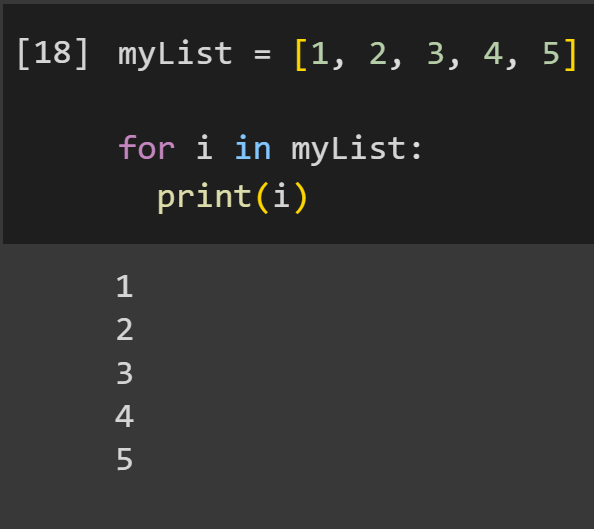 [18] myList = [1, 2, 3, 4, 5]
for i in myList:
  print(i)
1
2
3
4
5